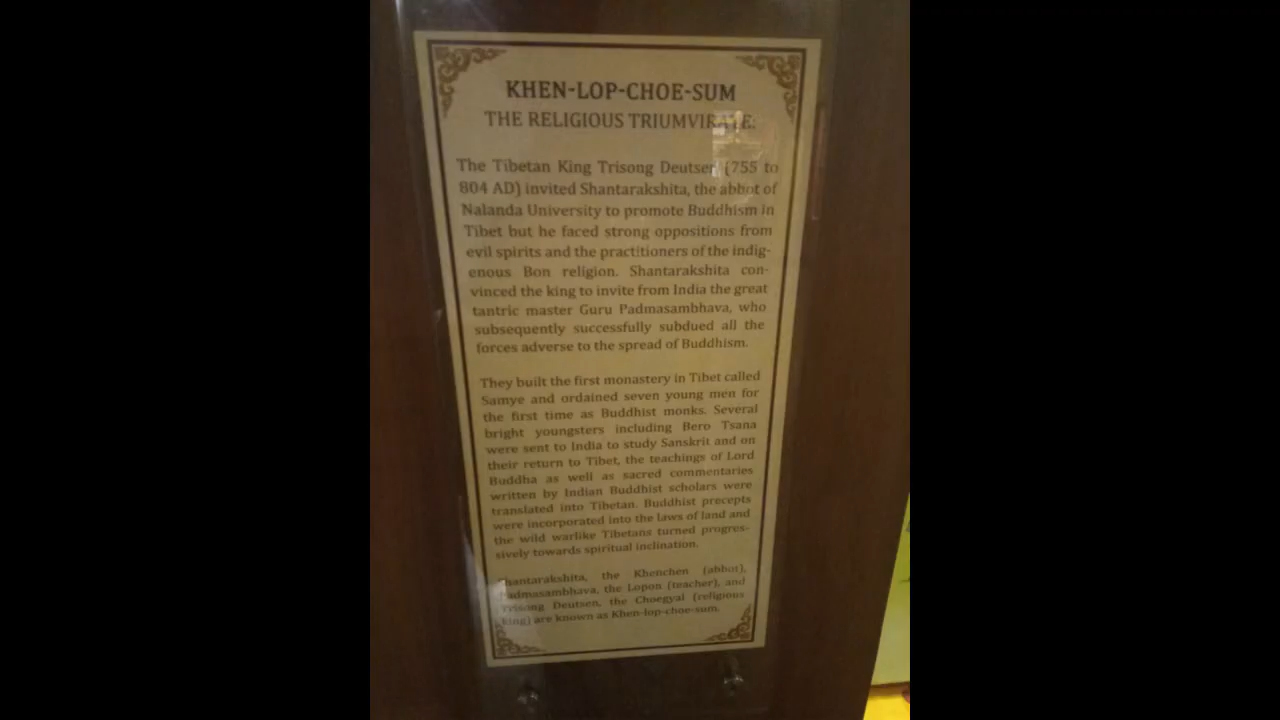 KHEN-LOP-CHOE-SUM
THE RELIGIOUS TRIUMVIRATE:
The Tibetan King Trisong Deutsen (755 to
804 AD) invited Shantarakshita, the abbot of
Nalanda University to promote Buddhism in
Tibet but he faced strong oppositions from
evil spirits and the practitioners of the indig-
enous Bon religion. Shantarakshita con-
vinced the king to invite from India the great
tantric master Guru Padmasambhava, who
subsequently successfully subdued all the
forces adverse to the spread of Buddhism.
They built the first monastery in Tibet called
Samye and ordained seven young men for
the first time as Buddhist monks. Several
bright youngsters including Bero Tsana
were sent to India to study Sanskrit and on
their return to Tibet, the teachings of Lord
Buddha as well as sacred commentaries
written by Indian Buddhist scholars were
translated into Tibetan. Buddhist precepts
were incorporated into the laws of land and
the wild warlike Tibetans turned progres-
sively towards spiritual inclination.
Shantarakshita, the Khenchen (abbot),
Padmasambhava, the Lopon (teacher), and
Trisong Deutsen, the Choegyal (religious
king) are known as Khen-lop-choe-sum.